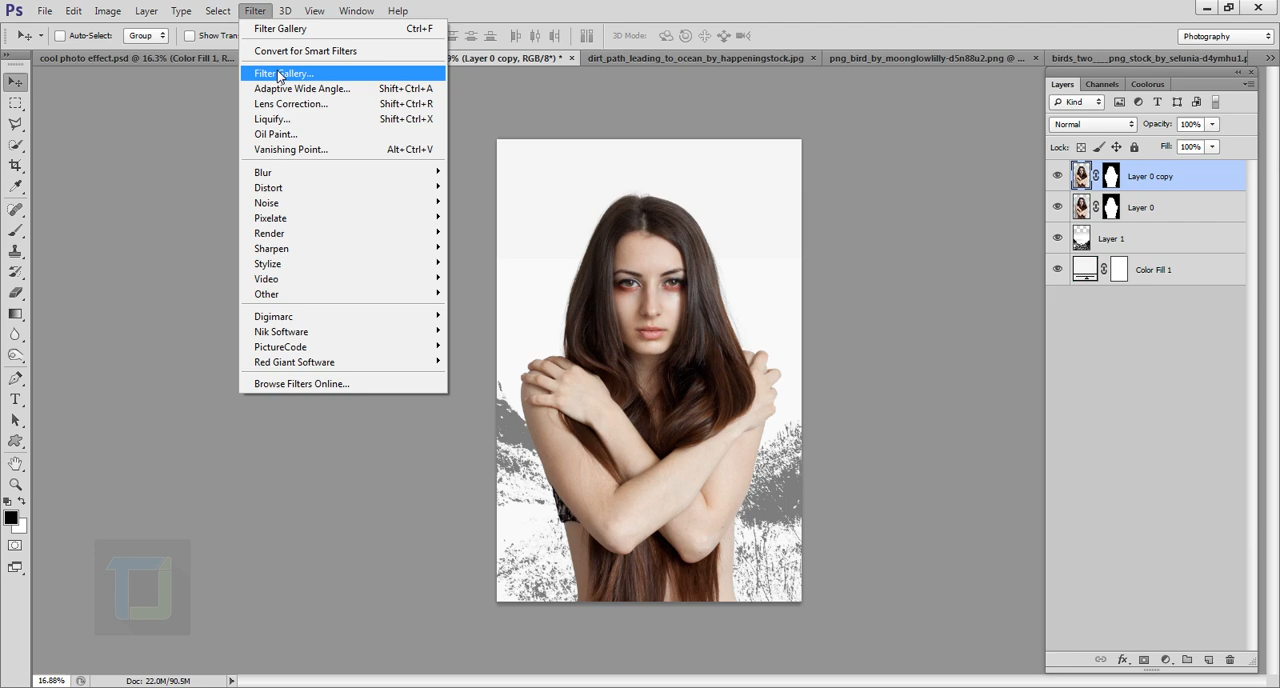 Ps File Edit Image Layer Type Select Filter 3D View Window Help
Auto-Select: Group Show Tran 3D Mode: Photography
cool photo effect.psd @ 16.3% (Color Fill 1, R... 9% (Layer 0 copy, RGB/8*) * × dirt_path_leading_to_ocean_by_happeningstock.jpg × png_bird_by_moonglowlilly-d5n88u2.png @ ... × birds_two____png_stock_by_selunia-d4ymhu1.p
Filter Gallery Ctrl+F
Convert for Smart Filters
Filter Gallery...
Adaptive Wide Angle... Shift+Ctrl+A
Lens Correction... Shift+Ctrl+R
Liquify... Shift+Ctrl+X
Oil Paint...
Vanishing Point... Alt+Ctrl+V
Blur
Distort
Noise
Pixelate
Render
Sharpen
Stylize
Video
Other
Digimarc
Nik Software
PictureCode
Red Giant Software
Browse Filters Online...
Layers Channels Coolorus
Kind
Normal Opacity: 100%
Lock: Fill: 100%
Layer 0 copy
Layer 0
Layer 1
Color Fill 1
16.88% Doc: 22.0M/90.5M